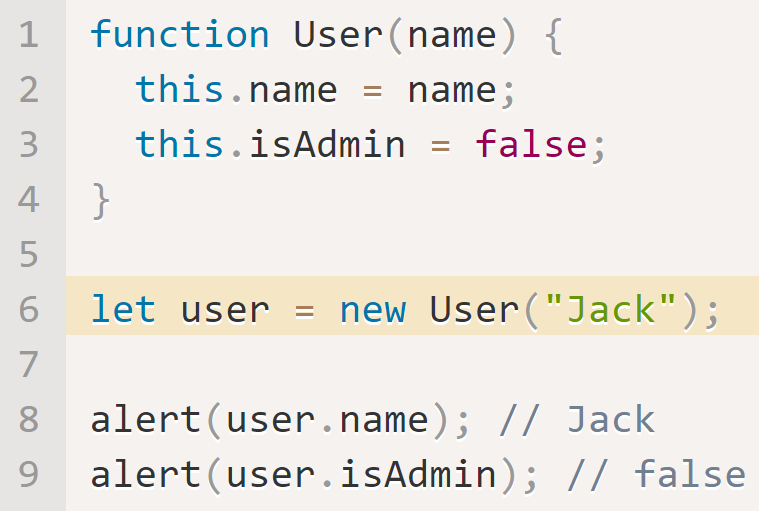 1 function User(name) {
2   this.name = name;
3   this.isAdmin = false;
4 }
5
6 let user = new User("Jack");
7
8 alert(user.name); // Jack
9 alert(user.isAdmin); // false